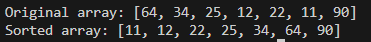 Original array: [64, 34, 25, 12, 22, 11, 90]
Sorted array: [11, 12, 22, 25, 34, 64, 90]